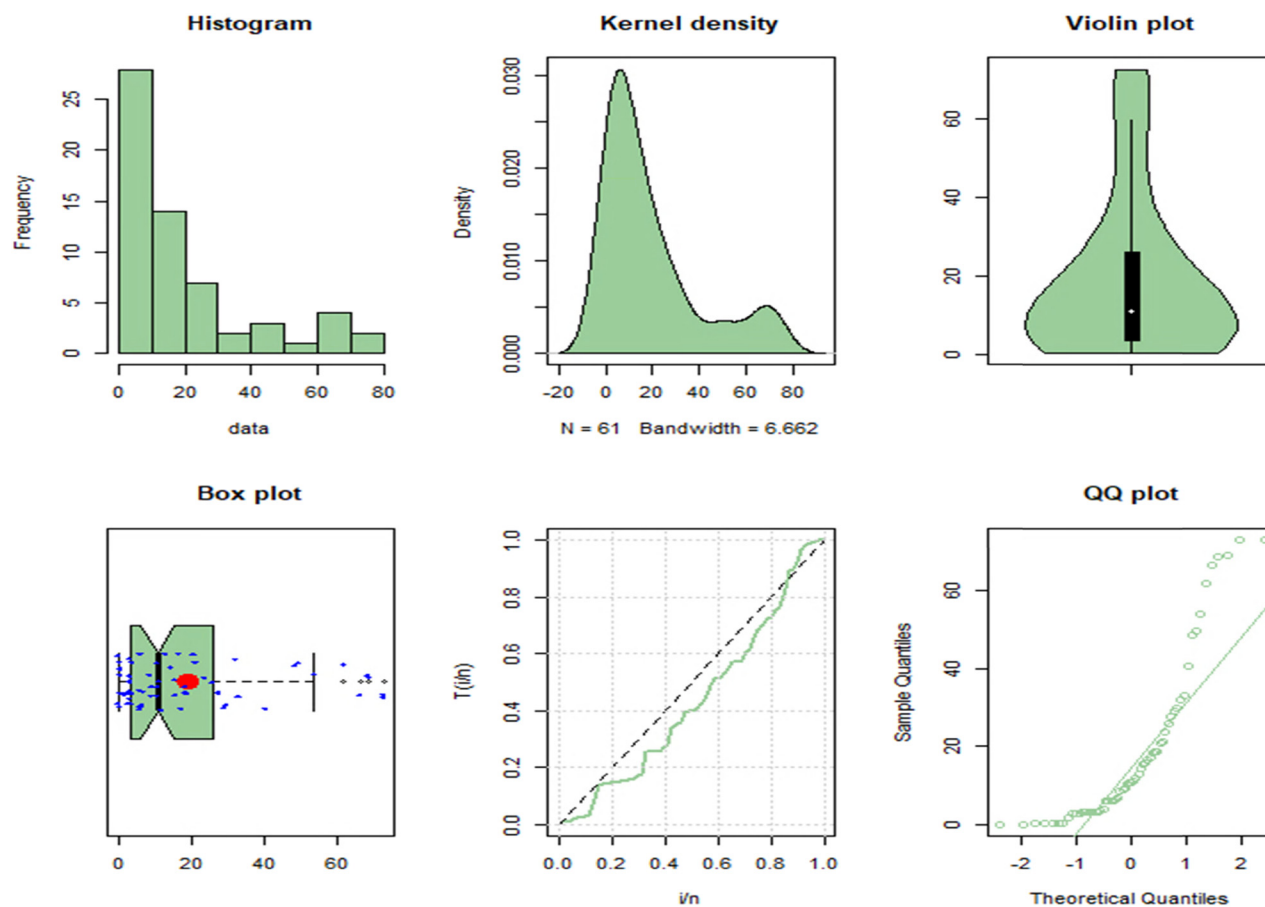 Histogram
Frequency
0 5 10 15 20 25
0 20 40 60 80
data
Kernel density
Density
0.000 0.010 0.020 0.030
-20 0 20 40 60 80
N = 61 Bandwidth = 6.662
Violin plot
0 20 40 60
Box plot
0 20 40 60
T(i/n)
0.0 0.2 0.4 0.6 0.8 1.0
0.0 0.2 0.4 0.6 0.8 1.0
i/n
QQ plot
Sample Quantiles
0 20 40 60
-2 -1 0 1 2
Theoretical Quantiles